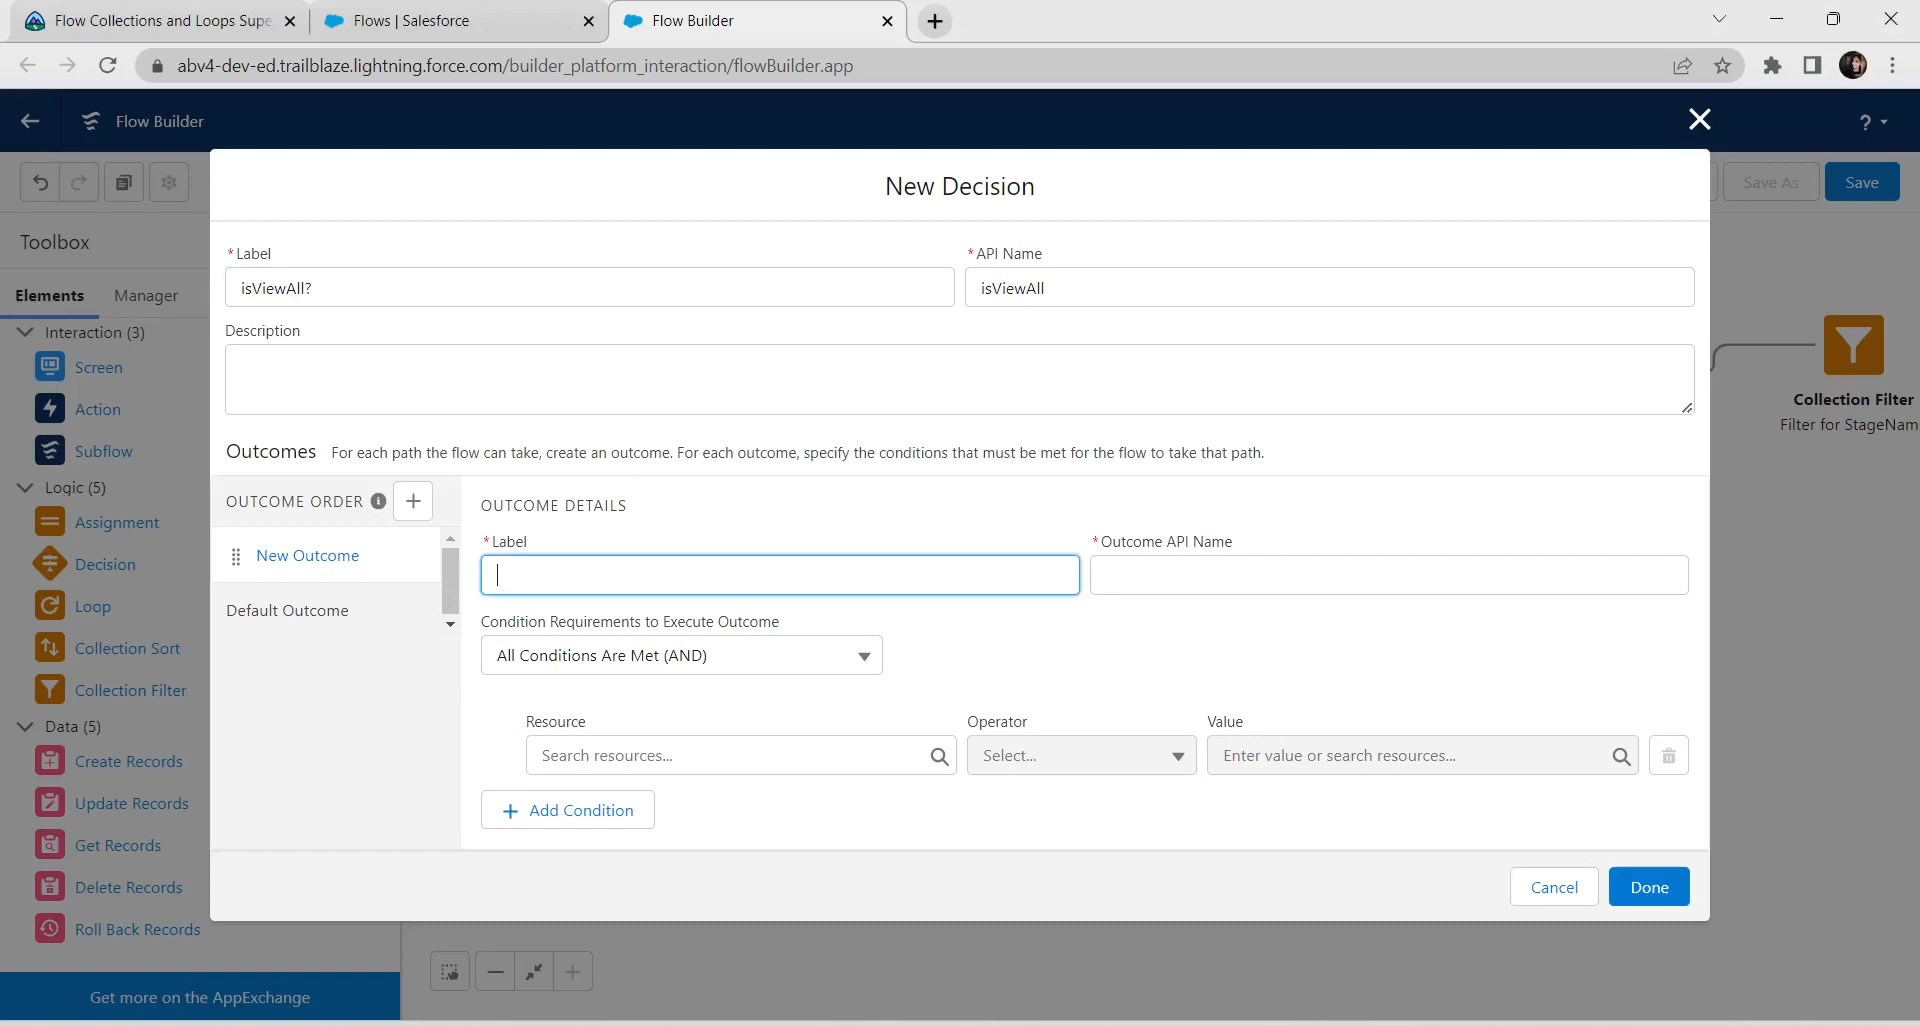 Flow Collections and Loops Supe
Flows | Salesforce
Flow Builder
abv4-dev-ed.trailblaze.lightning.force.com/builder_platform_interaction/flowBuilder.app
Flow Builder
?
New Decision
Save As
Save
Toolbox
* Label
* API Name
isViewAll?
isViewAll
Elements
Manager
Description
Interaction (3)
Screen
Action
Subflow
Collection Filter
Filter for StageNam
Outcomes For each path the flow can take, create an outcome. For each outcome, specify the conditions that must be met for the flow to take that path.
Logic (5)
Assignment
Decision
Loop
Collection Sort
Collection Filter
OUTCOME ORDER
OUTCOME DETAILS
New Outcome
Default Outcome
* Label
* Outcome API Name
Condition Requirements to Execute Outcome
All Conditions Are Met (AND)
Resource
Operator
Value
Search resources...
Select...
Enter value or search resources...
Add Condition
Data (5)
Create Records
Update Records
Get Records
Delete Records
Roll Back Records
Cancel
Done
Get more on the AppExchange